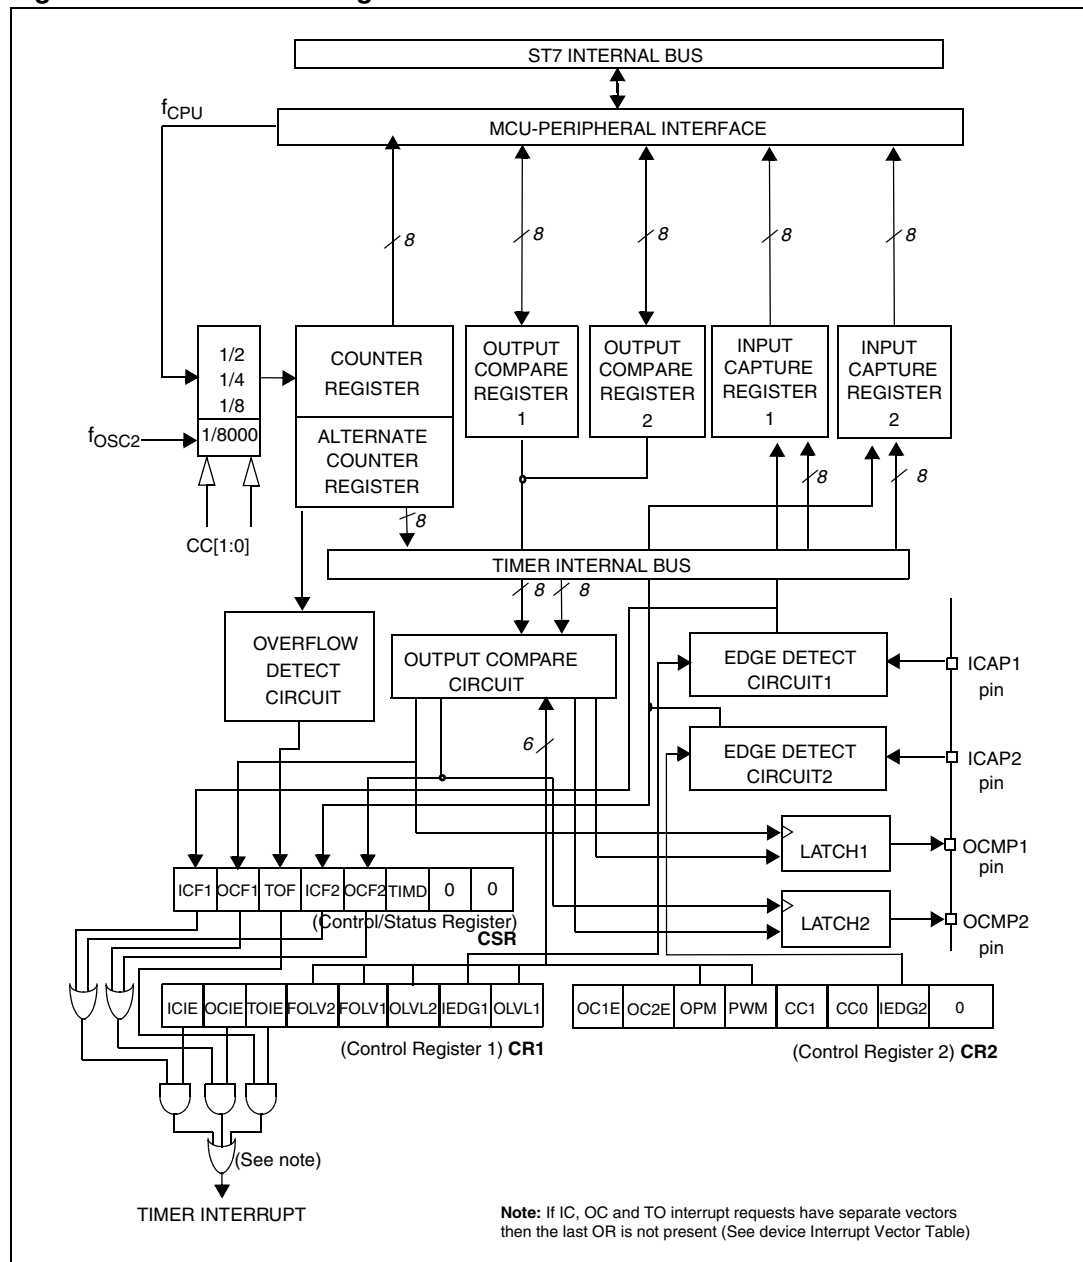 ST7 INTERNAL BUS
fCPU
MCU-PERIPHERAL INTERFACE
8 8 8 8 8
1/2
1/4
1/8
1/8000
fOSC2
CC[1:0]
COUNTER
REGISTER
ALTERNATE
COUNTER
REGISTER
OUTPUT
COMPARE
REGISTER
1
OUTPUT
COMPARE
REGISTER
2
INPUT
CAPTURE
REGISTER
1
INPUT
CAPTURE
REGISTER
2
8 8 8
TIMER INTERNAL BUS
8 8
OVERFLOW
DETECT
CIRCUIT
OUTPUT COMPARE
CIRCUIT
6
EDGE DETECT
CIRCUIT1
ICAP1
pin
EDGE DETECT
CIRCUIT2
ICAP2
pin
LATCH1
OCMP1
pin
LATCH2
OCMP2
pin
ICF1 OCF1 TOF ICF2 OCF2 TIMD 0 0
(Control/Status Register)
CSR
ICIE OCIE TOIE FOLV2 FOLV1 OLVL2 IEDG1 OLVL1
(Control Register 1) CR1
OC1E OC2E OPM PWM CC1 CC0 IEDG2 0
(Control Register 2) CR2
(See note)
TIMER INTERRUPT
Note: If IC, OC and TO interrupt requests have separate vectors
then the last OR is not present (See device Interrupt Vector Table)